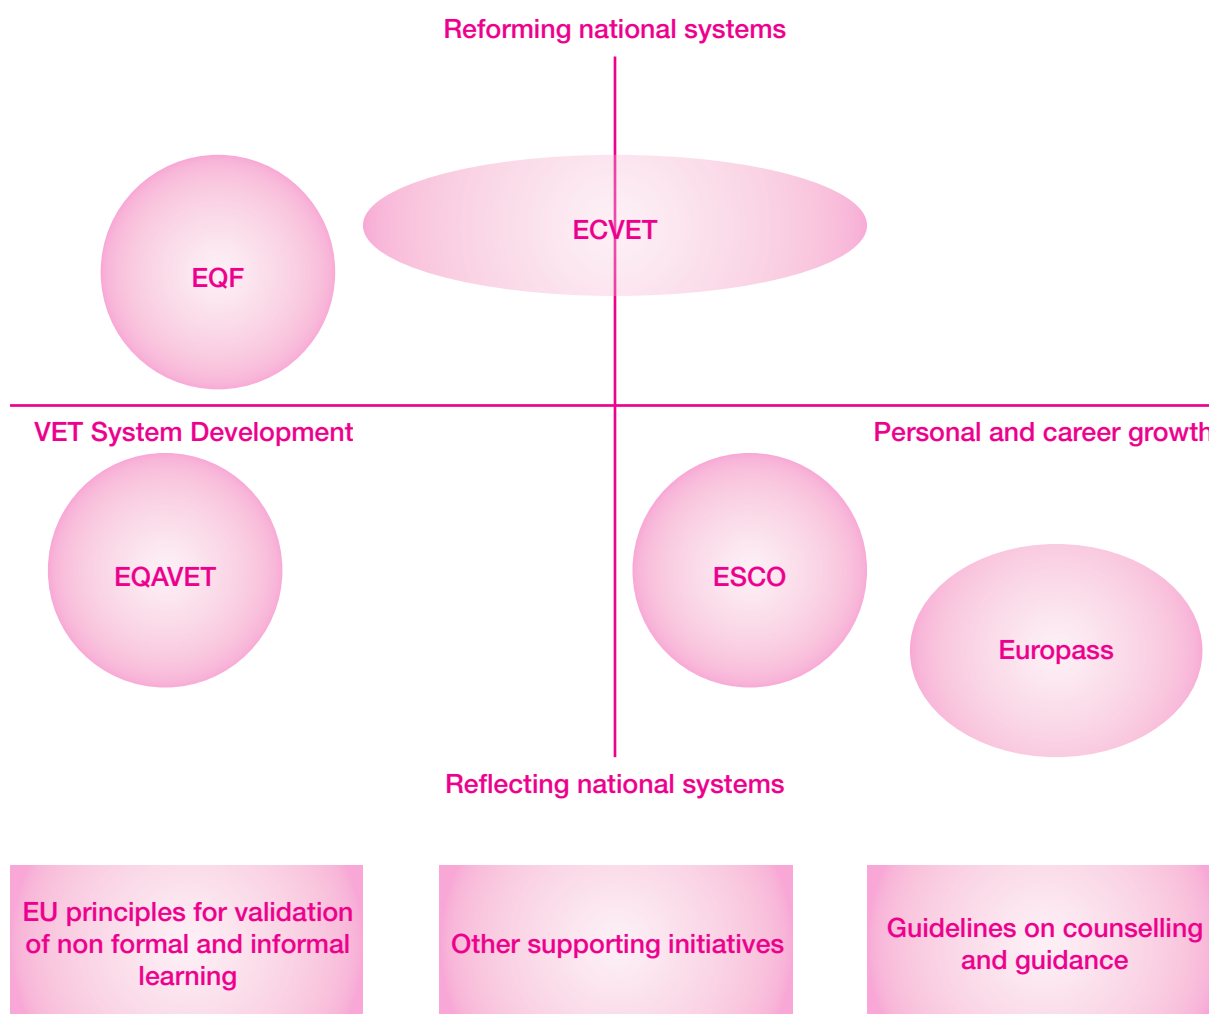 Reforming national systems
ECVET
EQF
VET System Development
Personal and career growth
EQAVET
ESCO
Europass
Reflecting national systems
EU principles for validation
of non formal and informal
learning
Other supporting initiatives
Guidelines on counselling
and guidance